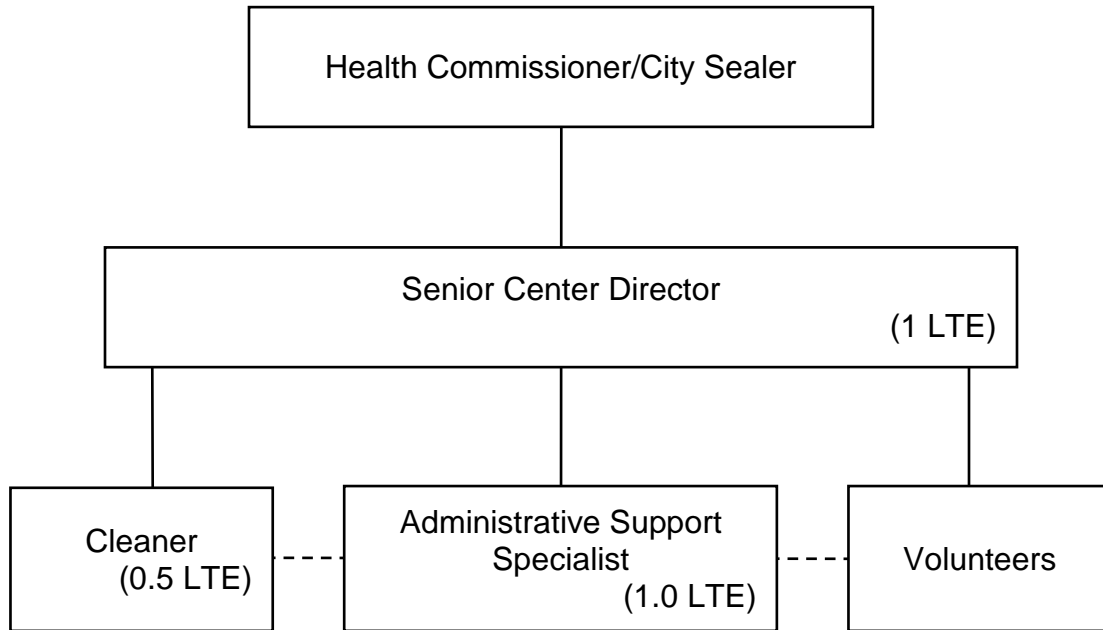 Health Commissioner/City Sealer
Senior Center Director
(1 LTE)
Cleaner
(0.5 LTE)
Administrative Support
Specialist
(1.0 LTE)
Volunteers